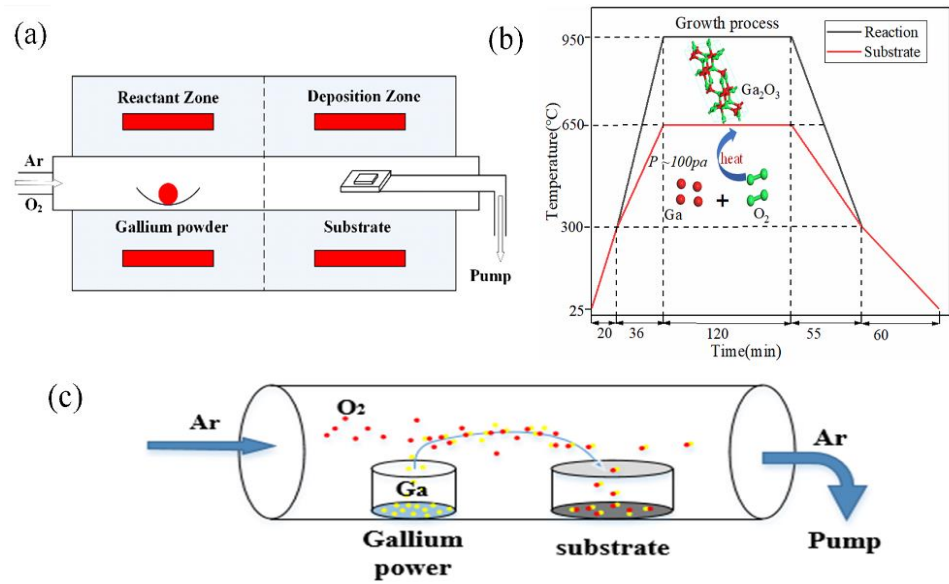 (a)
Reactant Zone
Deposition Zone
Ar
O₂
Gallium powder
Substrate
Pump
(b)
Growth process
Reaction
Substrate
950
650
300
25
Temperature(°C)
Ga₂O₃
P ~100pa
heat
Ga
+
O₂
20 36 120 55 60
Time(min)
(c)
Ar
O₂
Ga
Gallium
power
substrate
Ar
Pump